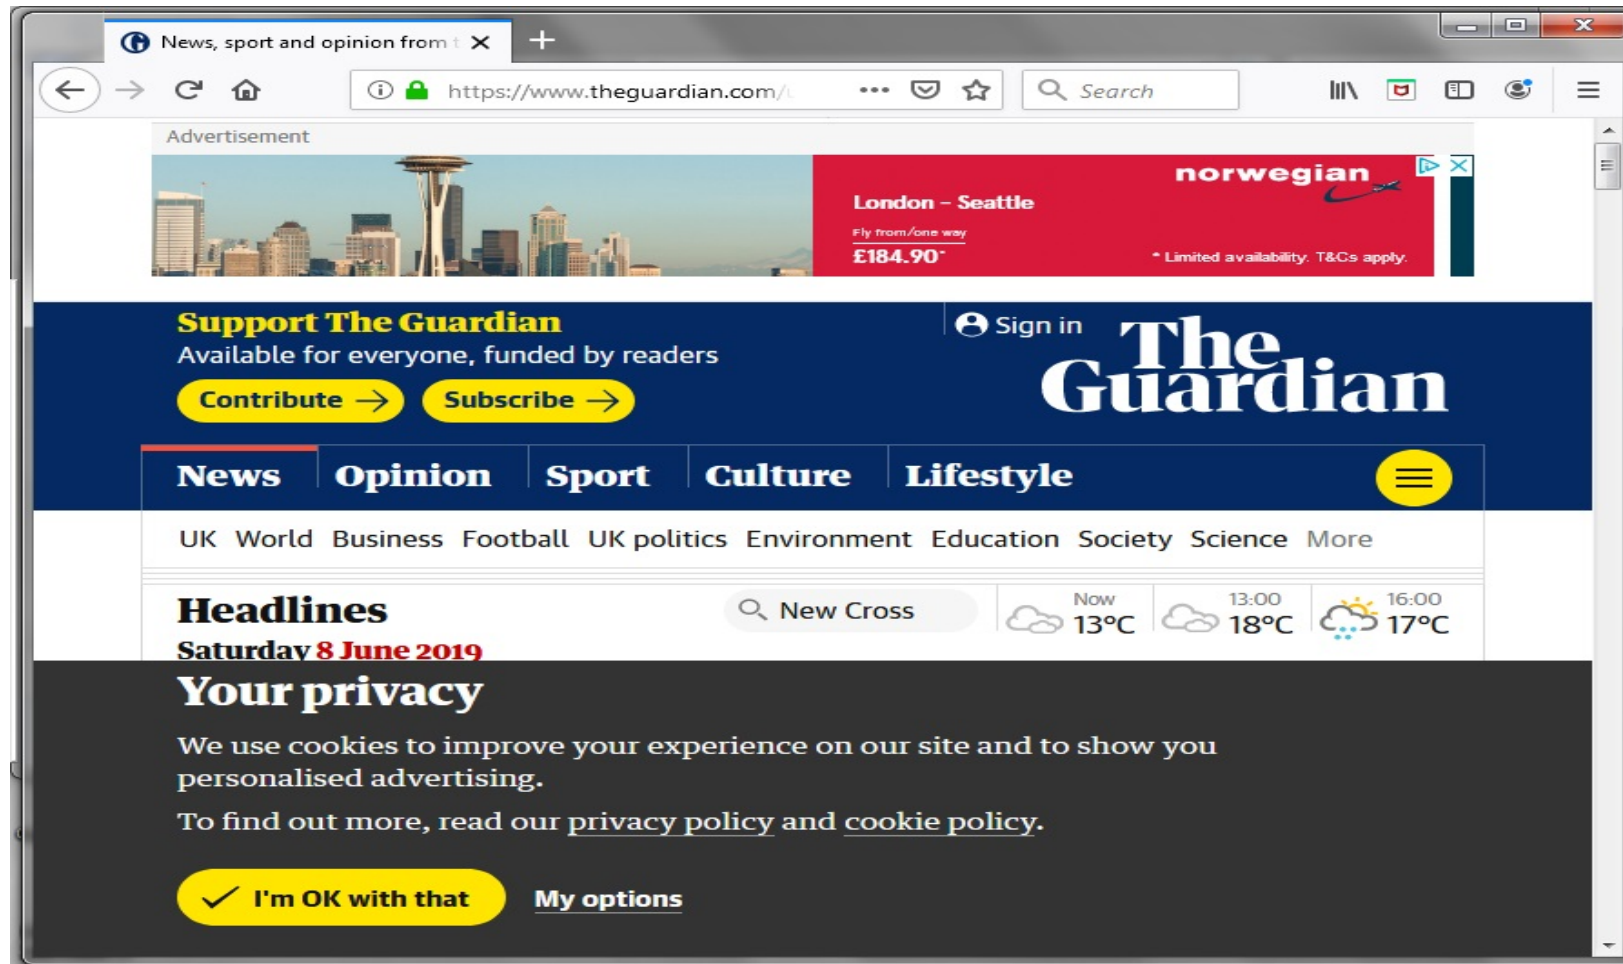 News, sport and opinion from t
https://www.theguardian.com/
Search
Advertisement
norwegian
London – Seattle
Fly from/one way
£184.90*
* Limited availability. T&Cs apply.
Support The Guardian
Available for everyone, funded by readers
Contribute
Subscribe
Sign in
The
Guardian
News Opinion Sport Culture Lifestyle
UK World Business Football UK politics Environment Education Society Science More
Headlines
Saturday 8 June 2019
New Cross
Now 13:00 16:00
13°C 18°C 17°C
Your privacy
We use cookies to improve your experience on our site and to show you
personalised advertising.
To find out more, read our privacy policy and cookie policy.
I'm OK with that
My options